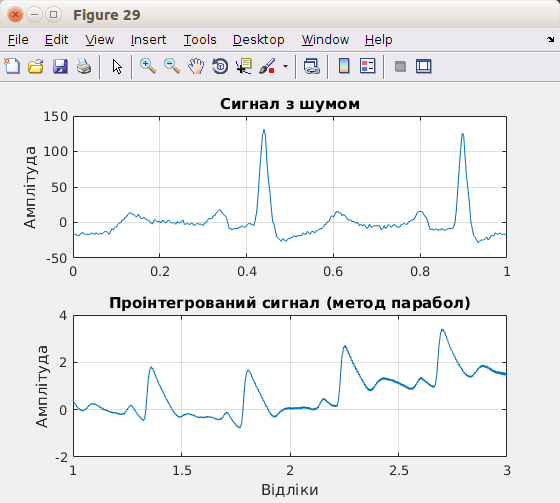 Figure 29
File Edit View Insert Tools Desktop Window Help
Сигнал з шумом
Амплітуда
150
100
50
0
-50
0 0.2 0.4 0.6 0.8 1
Проінтегрований сигнал (метод парабол)
Амплітуда
4
2
0
-2
1 1.5 2 2.5 3
Відліки